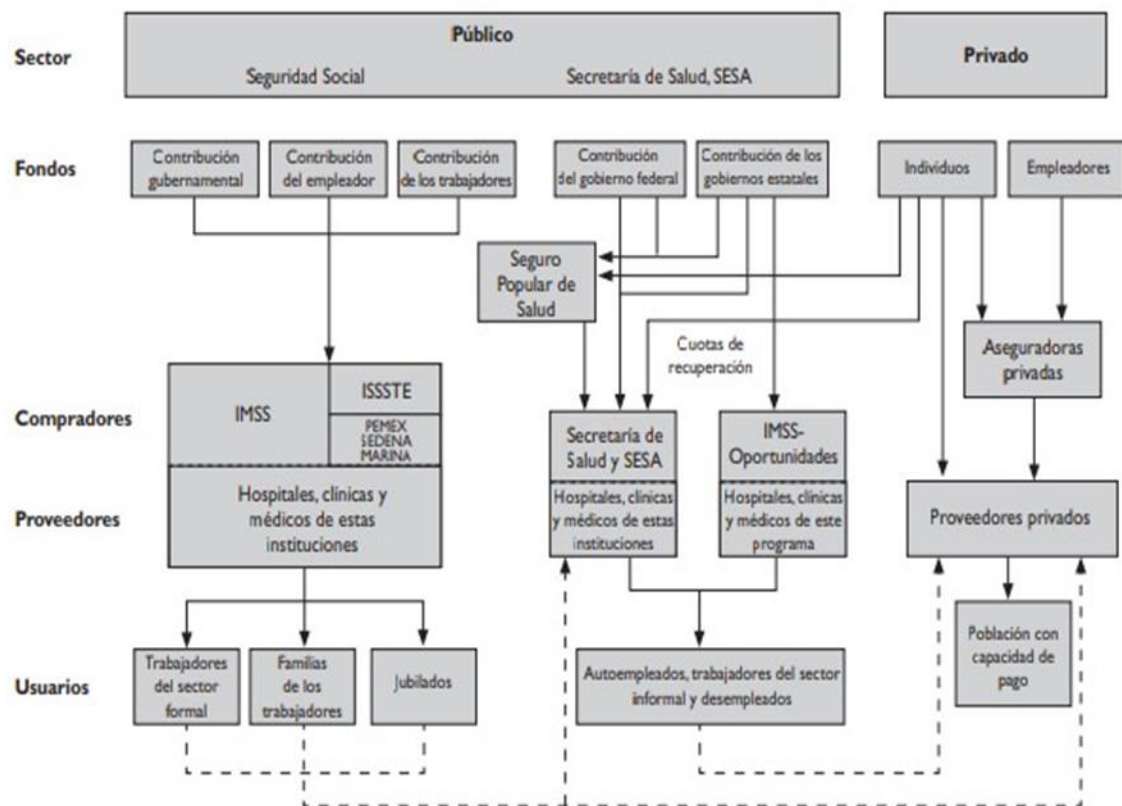 Sector
Público
Seguridad Social
Secretaría de Salud, SESA
Privado
Fondos
Contribución
gubernamental
Contribución
del empleador
Contribución
de los trabajadores
Contribución
del gobierno federal
Contribución de los
gobiernos estatales
Individuos
Empleadores
Seguro
Popular de
Salud
Cuotas de
recuperación
Aseguradoras
privadas
Compradores
IMSS
ISSSTE
PEMEX
SEDENA
MARINA
Secretaría de
Salud y SESA
IMSS-
Oportunidades
Proveedores
Hospitales, clínicas y
médicos de estas
instituciones
Hospitales, clínicas
y médicos de estas
instituciones
Hospitales, clínicas
y médicos de este
programa
Proveedores privados
Usuarios
Trabajadores
del sector
formal
Familias
de los
trabajadores
Jubilados
Autoempleados, trabajadores del sector
informal y desempleados
Población con
capacidad de
pago